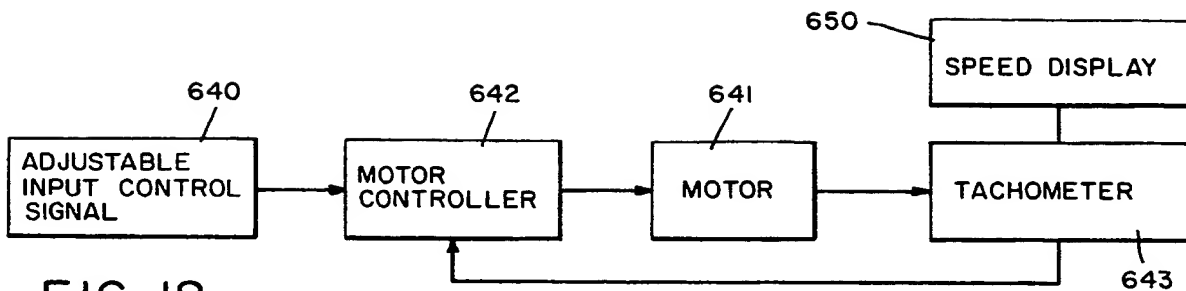 650
SPEED DISPLAY
640
642
641
ADJUSTABLE
INPUT CONTROL
SIGNAL
MOTOR
CONTROLLER
MOTOR
TACHOMETER
643